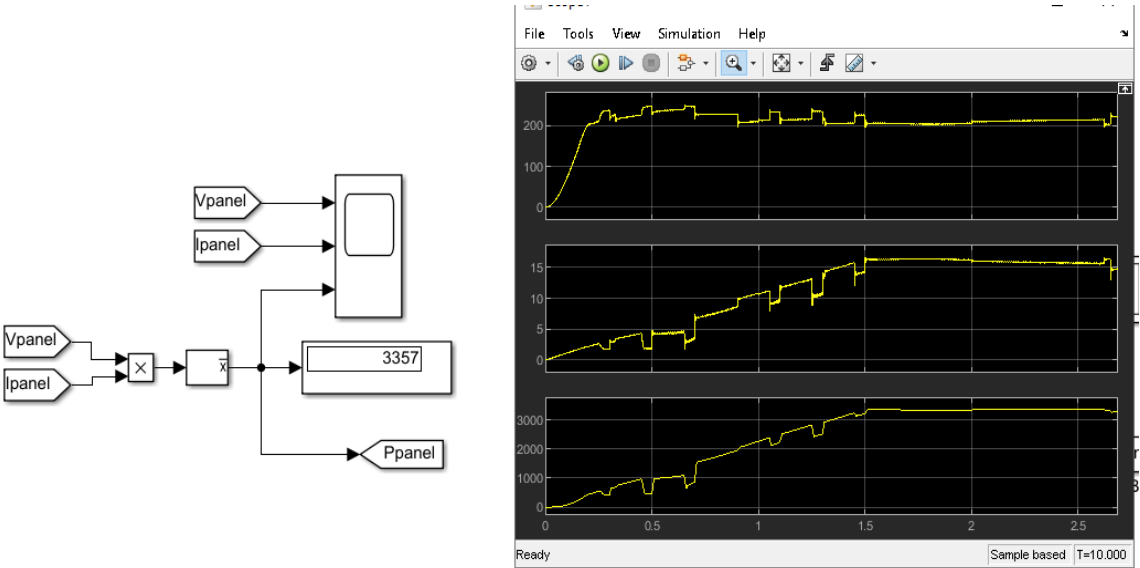 File Tools View Simulation Help
Vpanel
Ipanel
Vpanel
Ipanel
×
x
3357
Ppanel
200
100
0
15
10
5
0
3000
2000
1000
0
0 0.5 1 1.5 2 2.5
Ready Sample based T=10.000